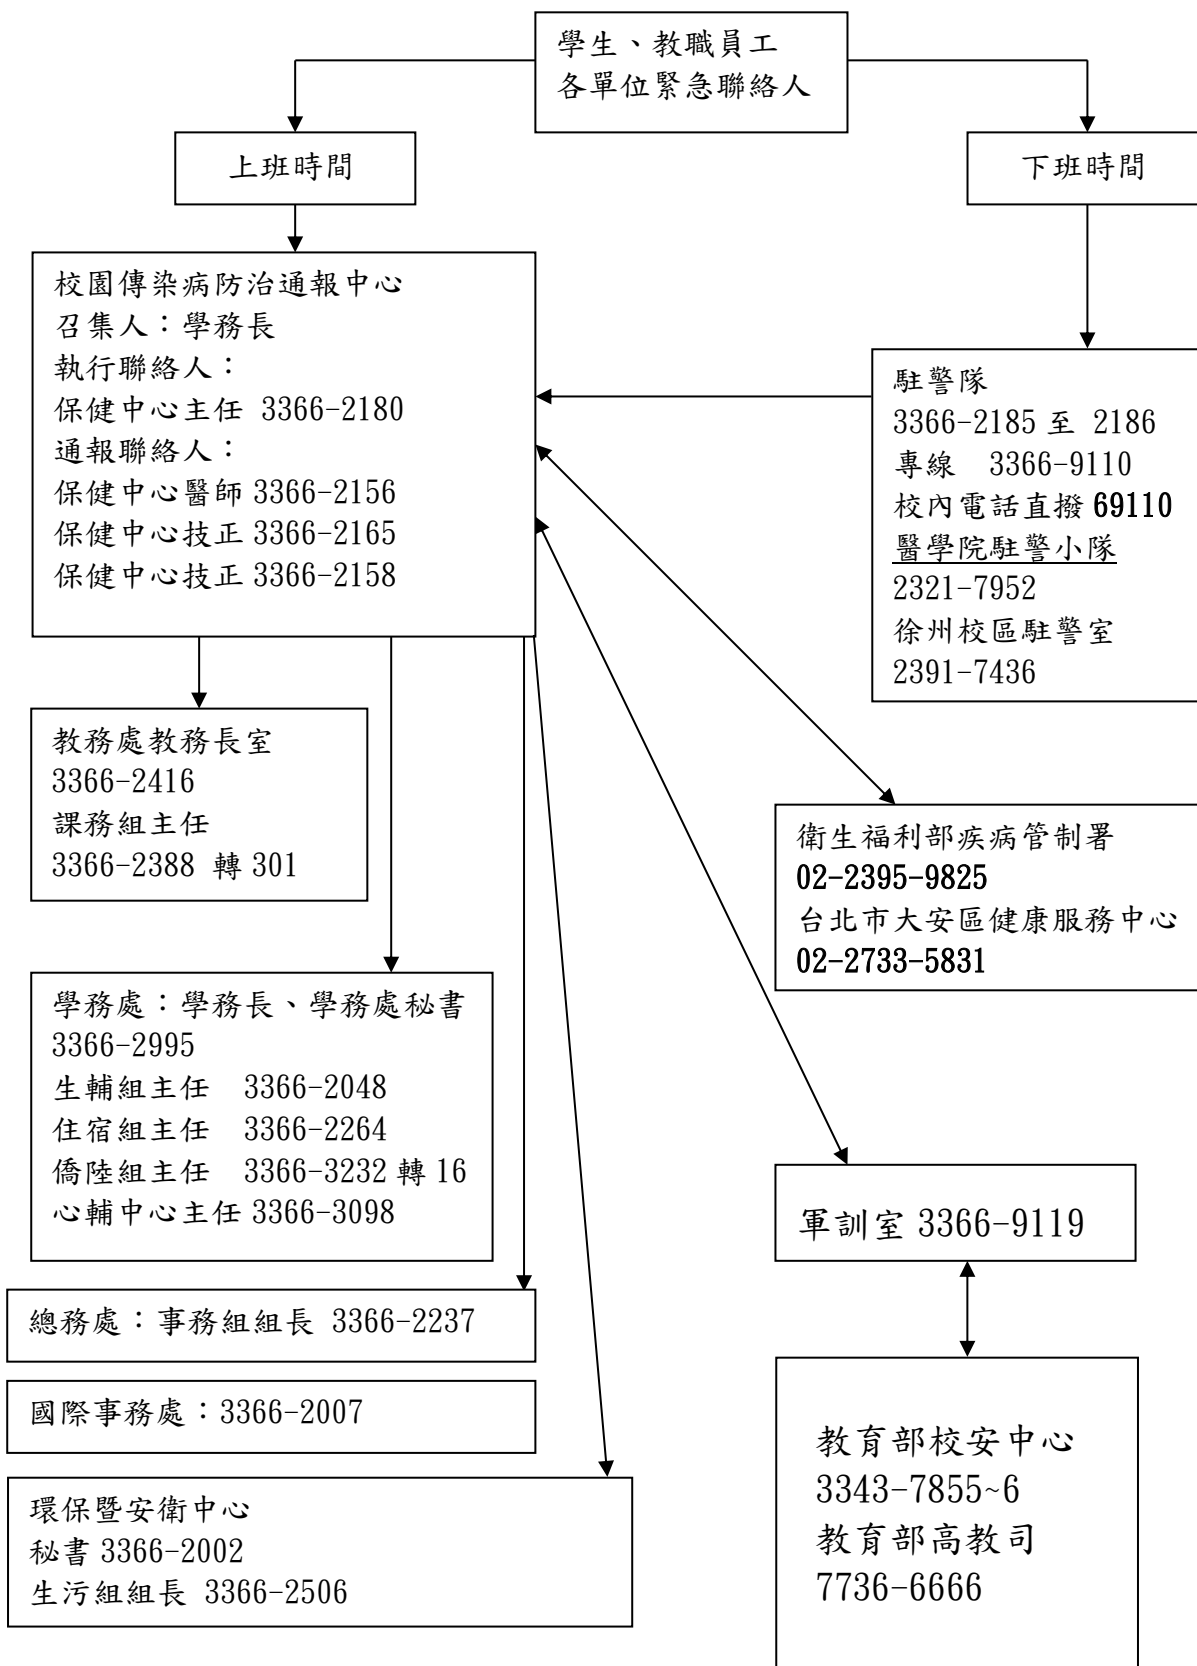 學生、教職員工
各單位緊急聯絡人
上班時間
下班時間
校園傳染病防治通報中心
召集人：學務長
執行聯絡人：
保健中心主任 3366-2180
通報聯絡人：
保健中心醫師 3366-2156
保健中心技正 3366-2165
保健中心技正 3366-2158
駐警隊
3366-2185 至 2186
專線 3366-9110
校內電話直撥 69110
醫學院駐警小隊
2321-7952
徐州校區駐警室
2391-7436
教務處教務長室
3366-2416
課務組主任
3366-2388 轉 301
衛生福利部疾病管制署
02-2395-9825
台北市大安區健康服務中心
02-2733-5831
學務處：學務長、學務處秘書
3366-2995
生輔組主任 3366-2048
住宿組主任 3366-2264
僑陸組主任 3366-3232 轉 16
心輔中心主任 3366-3098
軍訓室 3366-9119
總務處：事務組組長 3366-2237
國際事務處：3366-2007
環保暨安衛中心
秘書 3366-2002
生污組組長 3366-2506
教育部校安中心
3343-7855~6
教育部高教司
7736-6666